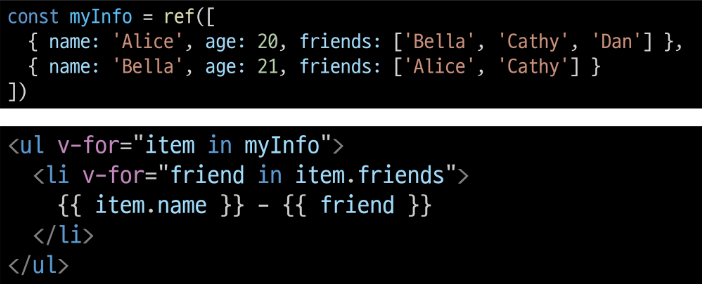 const myInfo = ref([
  { name: 'Alice', age: 20, friends: ['Bella', 'Cathy', 'Dan'] },
  { name: 'Bella', age: 21, friends: ['Alice', 'Cathy'] }
])
<ul v-for="item in myInfo">
  <li v-for="friend in item.friends">
    {{ item.name }} - {{ friend }}
  </li>
</ul>